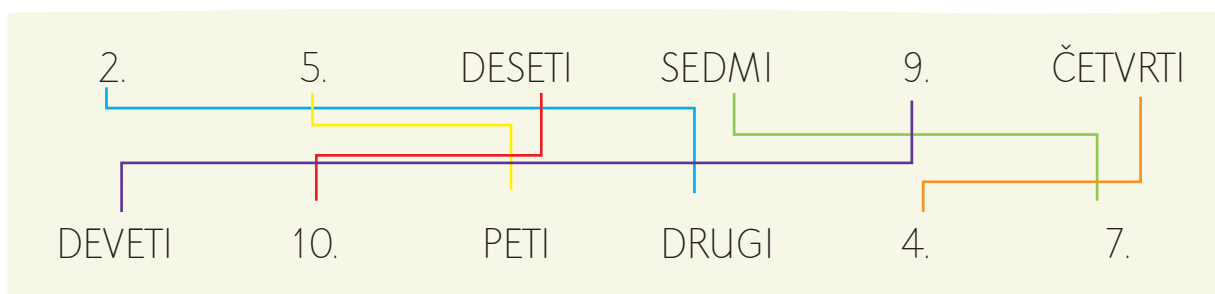 2. 5. DESETI SEDMI 9. ČETVRTI
DEVETI 10. PETI DRUGI 4. 7.